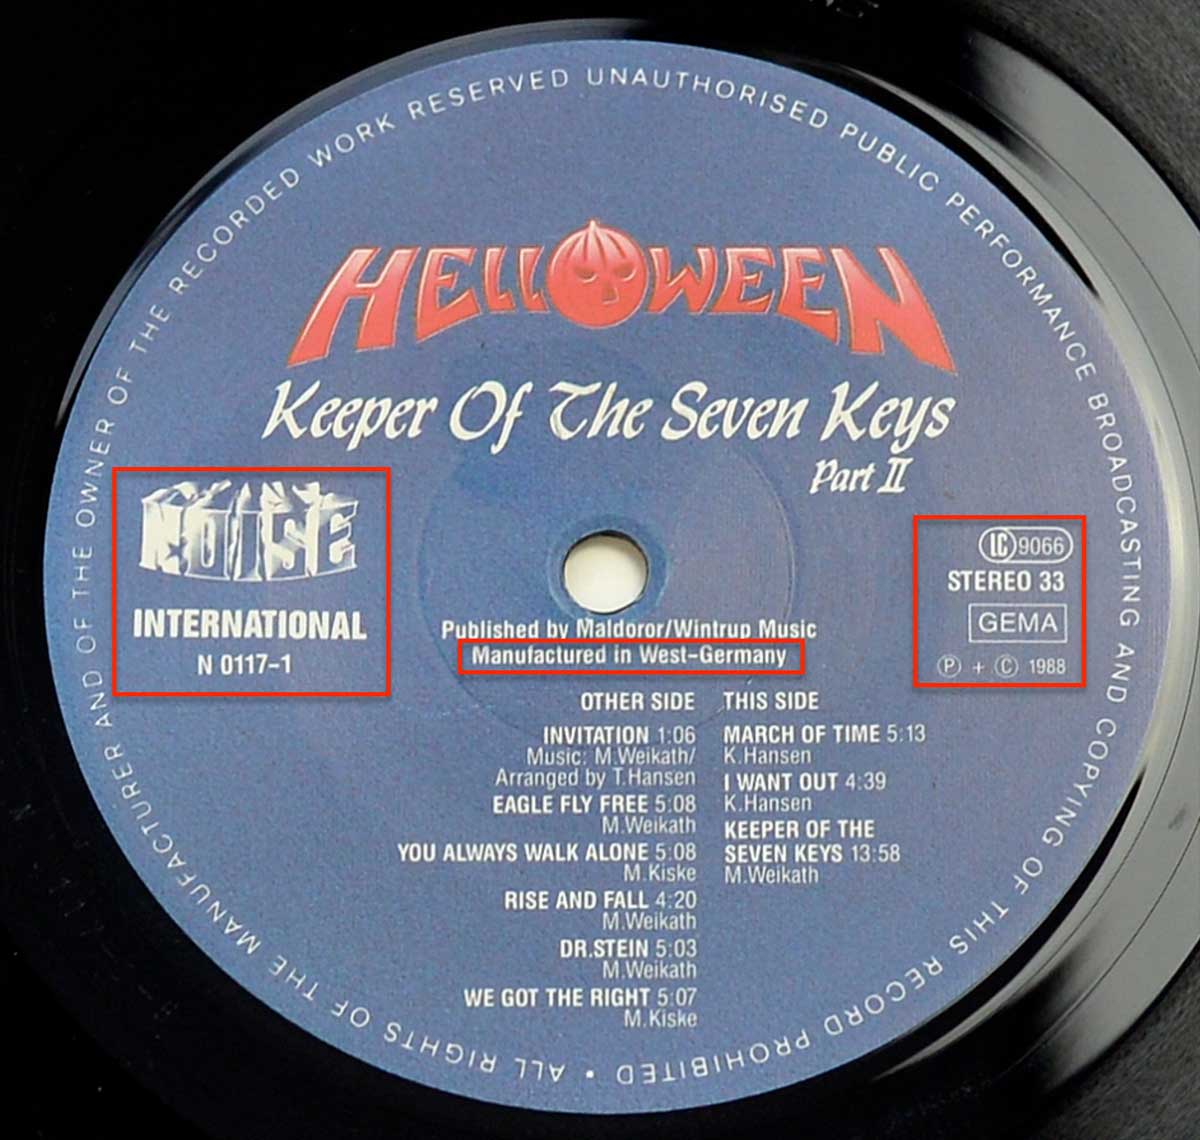 ALL RIGHTS OF THE MANUFACTURER AND OF THE OWNER OF THE RECORDED WORK RESERVED UNAUTHORISED PUBLIC PERFORMANCE BROADCASTING AND COPYING OF THIS RECORD PROHIBITED •
HELLOWEEN
Keeper Of The Seven Keys
Part II
NOISE
INTERNATIONAL
N 0117-1
LC 9066
STEREO 33
GEMA
Ⓟ + Ⓒ 1988
Published by Maldoror/Wintrup Music
Manufactured in West-Germany
OTHER SIDE
INVITATION 1:06
Music: M.Weikath/
Arranged by T.Hansen
EAGLE FLY FREE 5:08
M.Weikath
YOU ALWAYS WALK ALONE 5:08
M.Kiske
RISE AND FALL 4:20
M.Weikath
DR.STEIN 5:03
M.Weikath
WE GOT THE RIGHT 5:07
M.Kiske
THIS SIDE
MARCH OF TIME 5:13
K.Hansen
I WANT OUT 4:39
K.Hansen
KEEPER OF THE
SEVEN KEYS 13:58
M.Weikath